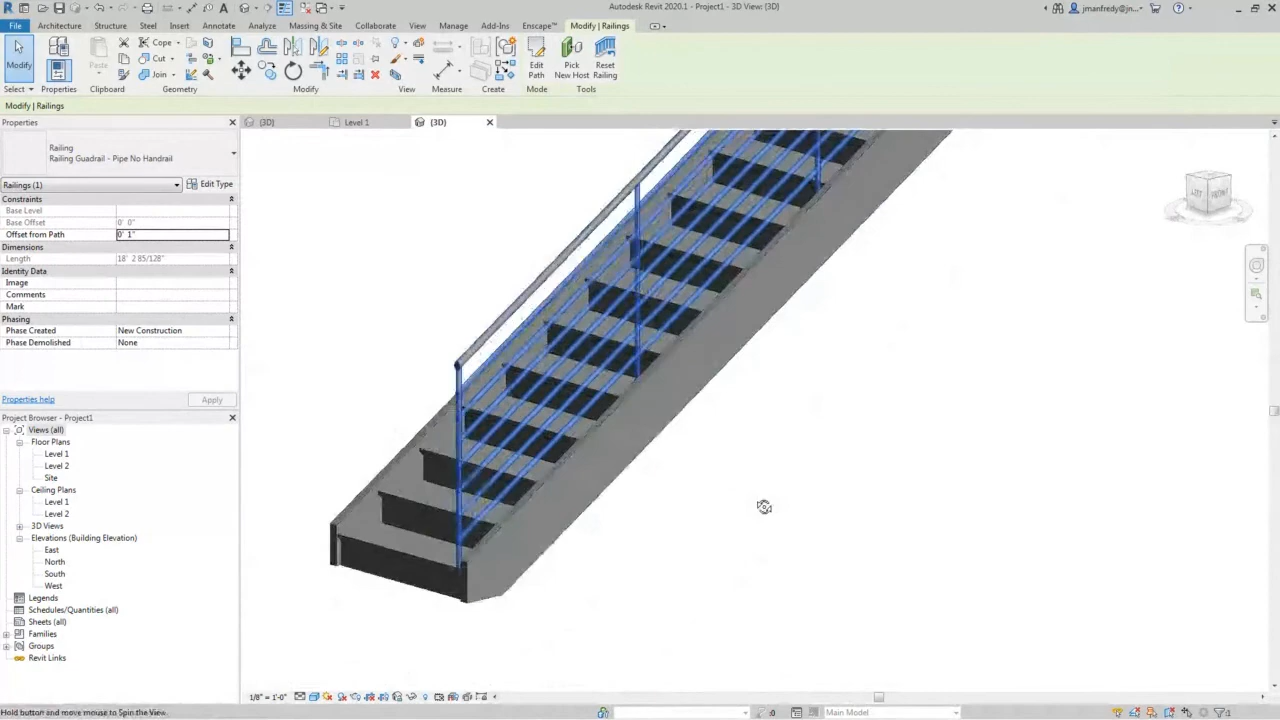 Autodesk Revit 2020.1 - Project1 - 3D View: {3D}
jmanfredy@jn...
File Architecture Structure Steel Insert Annotate Analyze Massing & Site Collaborate View Manage Add-Ins Enscape™ Modify | Railings
Modify
Paste
Cope
Cut
Join
Edit Path
Pick New Host
Reset Railing
Select Properties Clipboard Geometry Modify View Measure Create Mode Tools
Modify | Railings
Properties
{3D} Level 1 {3D}
Railing
Railing Guadrail - Pipe No Handrail
Railings (1) Edit Type
Constraints
Base Level
Base Offset 0' 0"
Offset from Path 0' 1"
Dimensions
Length 18' 2 85/128"
Identity Data
Image
Comments
Mark
Phasing
Phase Created New Construction
Phase Demolished None
Properties help Apply
Project Browser - Project1
Views (all)
Floor Plans
Level 1
Level 2
Site
Ceiling Plans
Level 1
Level 2
3D Views
Elevations (Building Elevation)
East
North
South
West
Legends
Schedules/Quantities (all)
Sheets (all)
Families
Groups
Revit Links
LEFT FRONT
1/8" = 1'-0"
Hold button and move mouse to Spin the View.
:0 Main Model :1